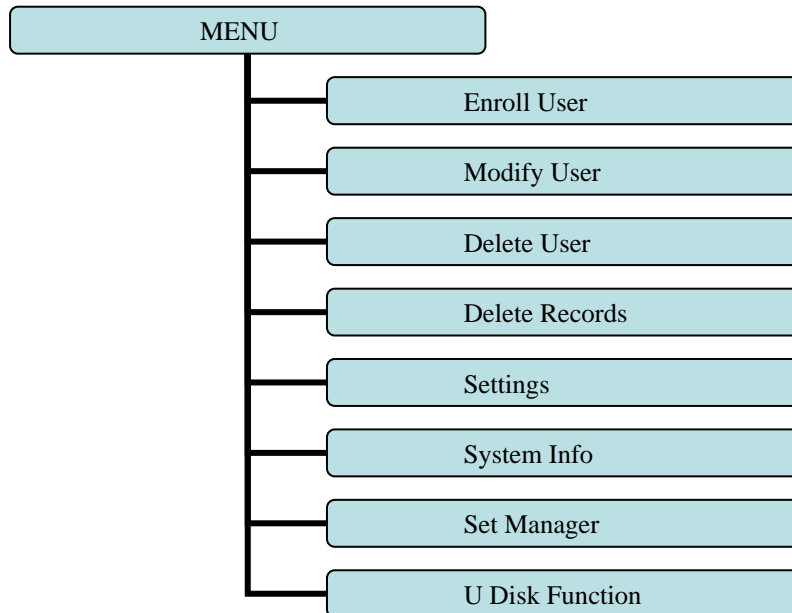 MENU
Enroll User
Modify User
Delete User
Delete Records
Settings
System Info
Set Manager
U Disk Function